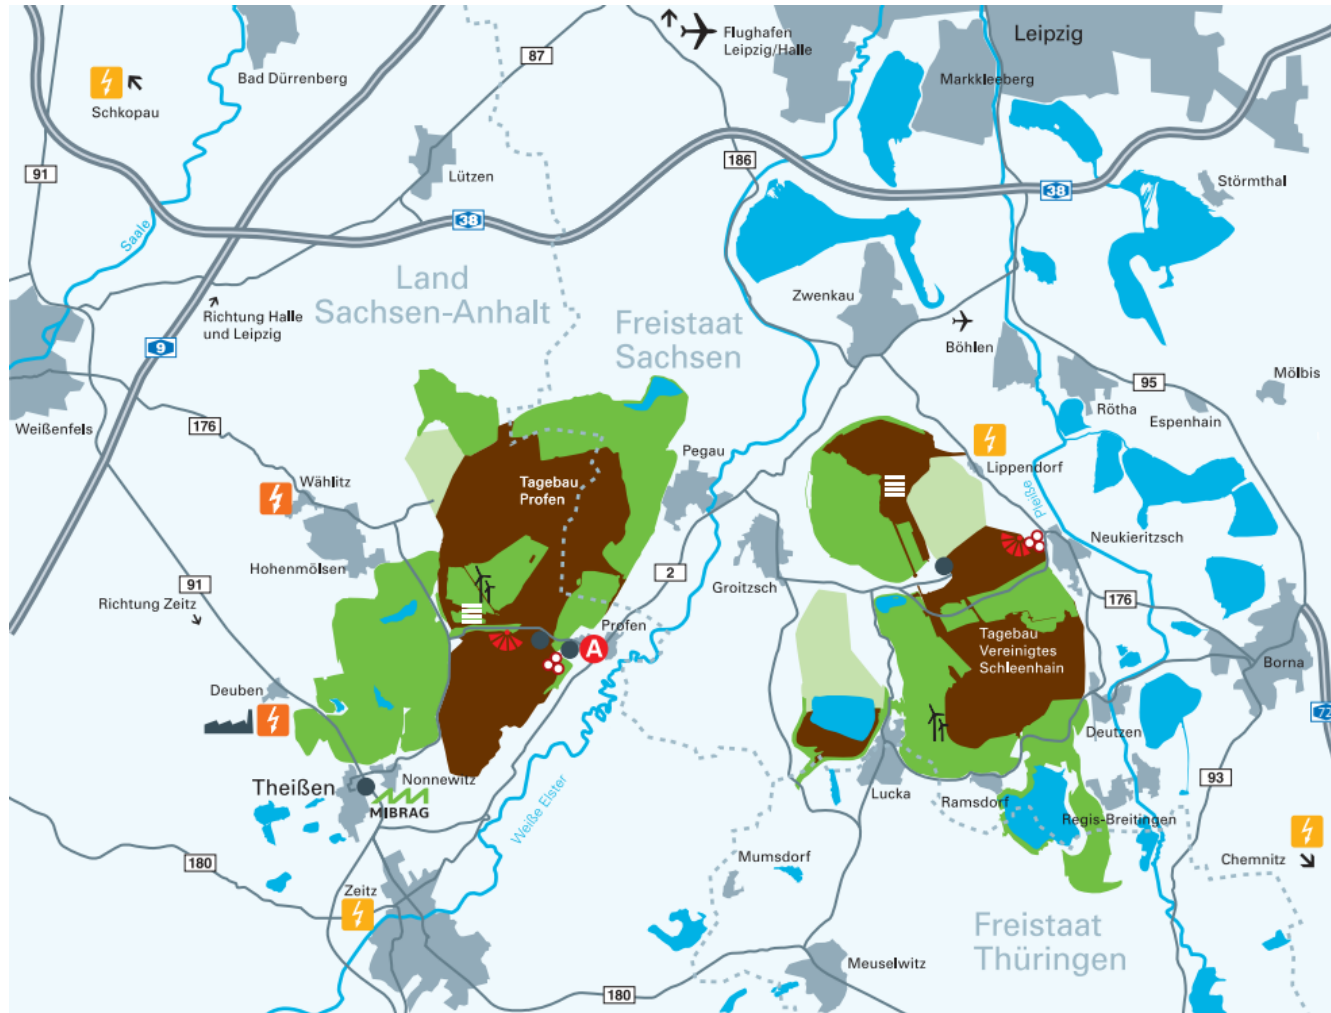 Leipzig
Flughafen
Leipzig/Halle
87
Bad Dürrenberg
Markkleeberg
Schkopau
186
91
Lützen
Störmthal
38
38
Saale
Land
Sachsen-Anhalt
Zwenkau
Richtung Halle
und Leipzig
Freistaat
Sachsen
9
Böhlen
Mölbis
95
Rötha
Espenhain
Weißenfels
176
Pegau
Lippendorf
Wählitz
Tagebau
Profen
Pleiße
Neukieritzsch
Hohenmölsen
2
91
Groitzsch
Richtung Zeitz
176
Profen
A
Tagebau
Vereinigtes
Schleenhain
Borna
Deuben
72
Deutzen
Nonnewitz
Theißen
93
MIBRAG
Lucka
Ramsdorf
Weiße Elster
Regis-Breitingen
180
Mumsdorf
Chemnitz
Zeitz
Freistaat
Thüringen
Meuselwitz
180